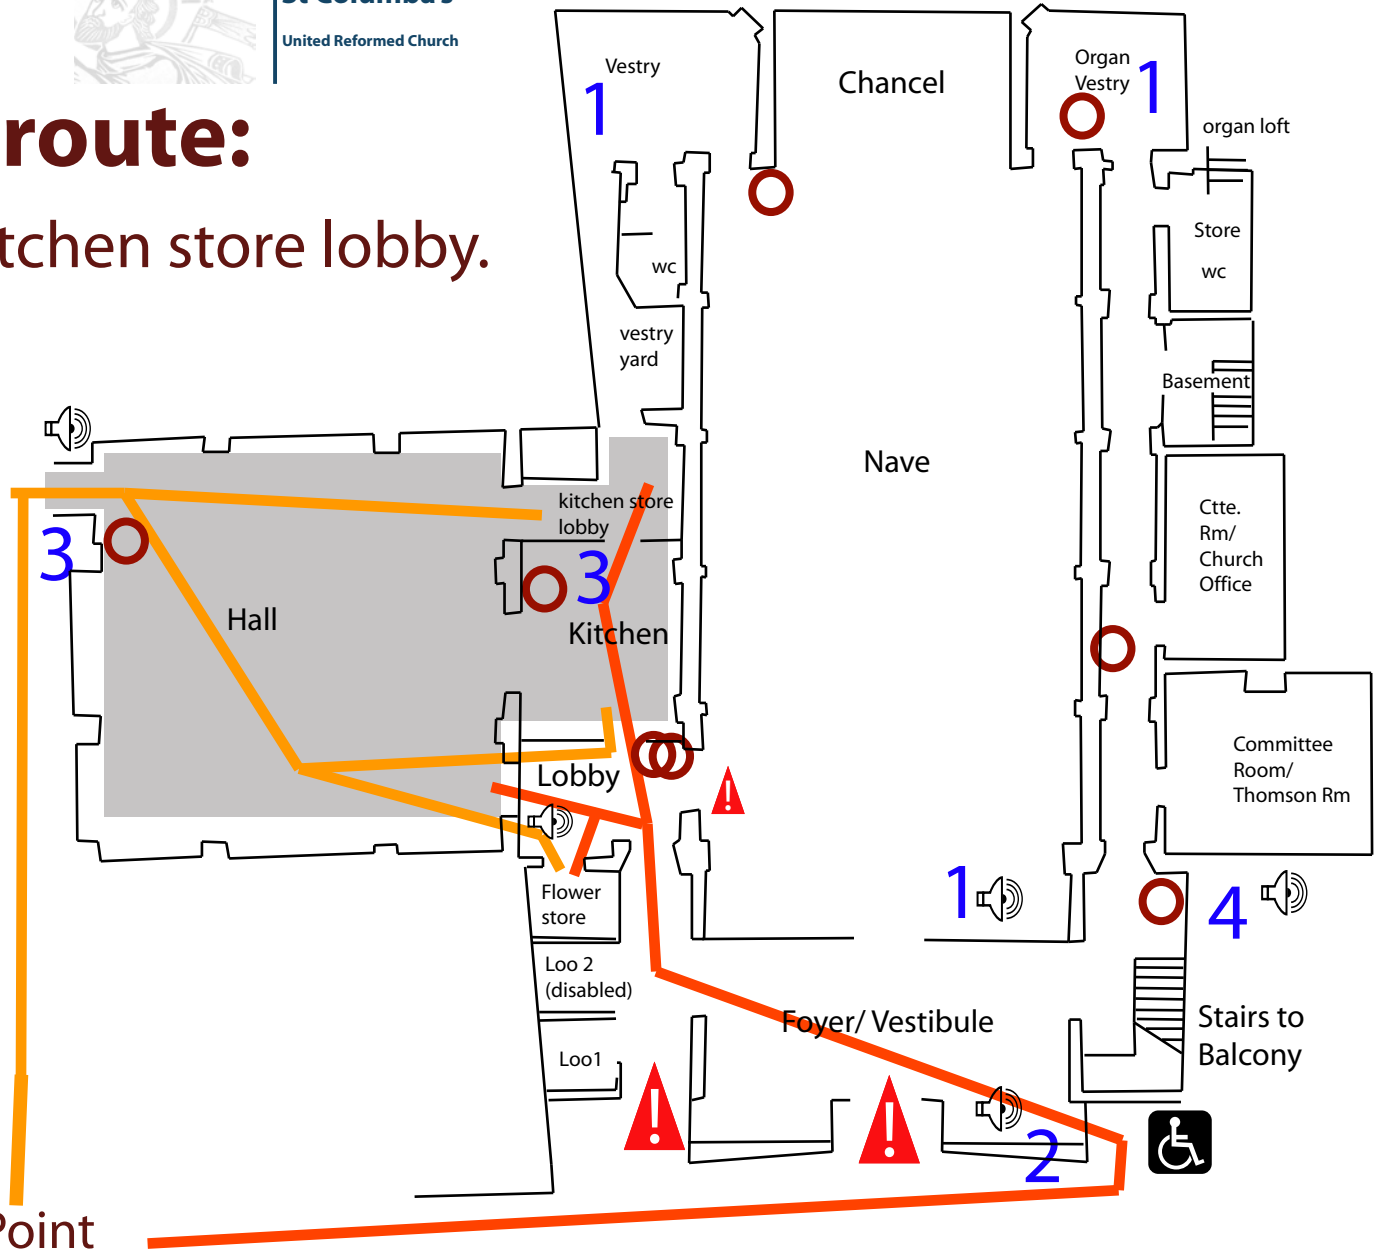 United Reformed Church
route:
tchen store lobby.
Vestry
1
Chancel
Organ
Vestry
1
organ loft
Store
wc
wc
vestry
yard
Basement
Nave
kitchen store
lobby
Ctte.
Rm/
Church
Office
3
3
Hall
Kitchen
Committee
Room/
Thomson Rm
Lobby
Flower
store
1
4
Loo 2
(disabled)
Foyer/ Vestibule
Stairs to
Balcony
Loo1
2
Point